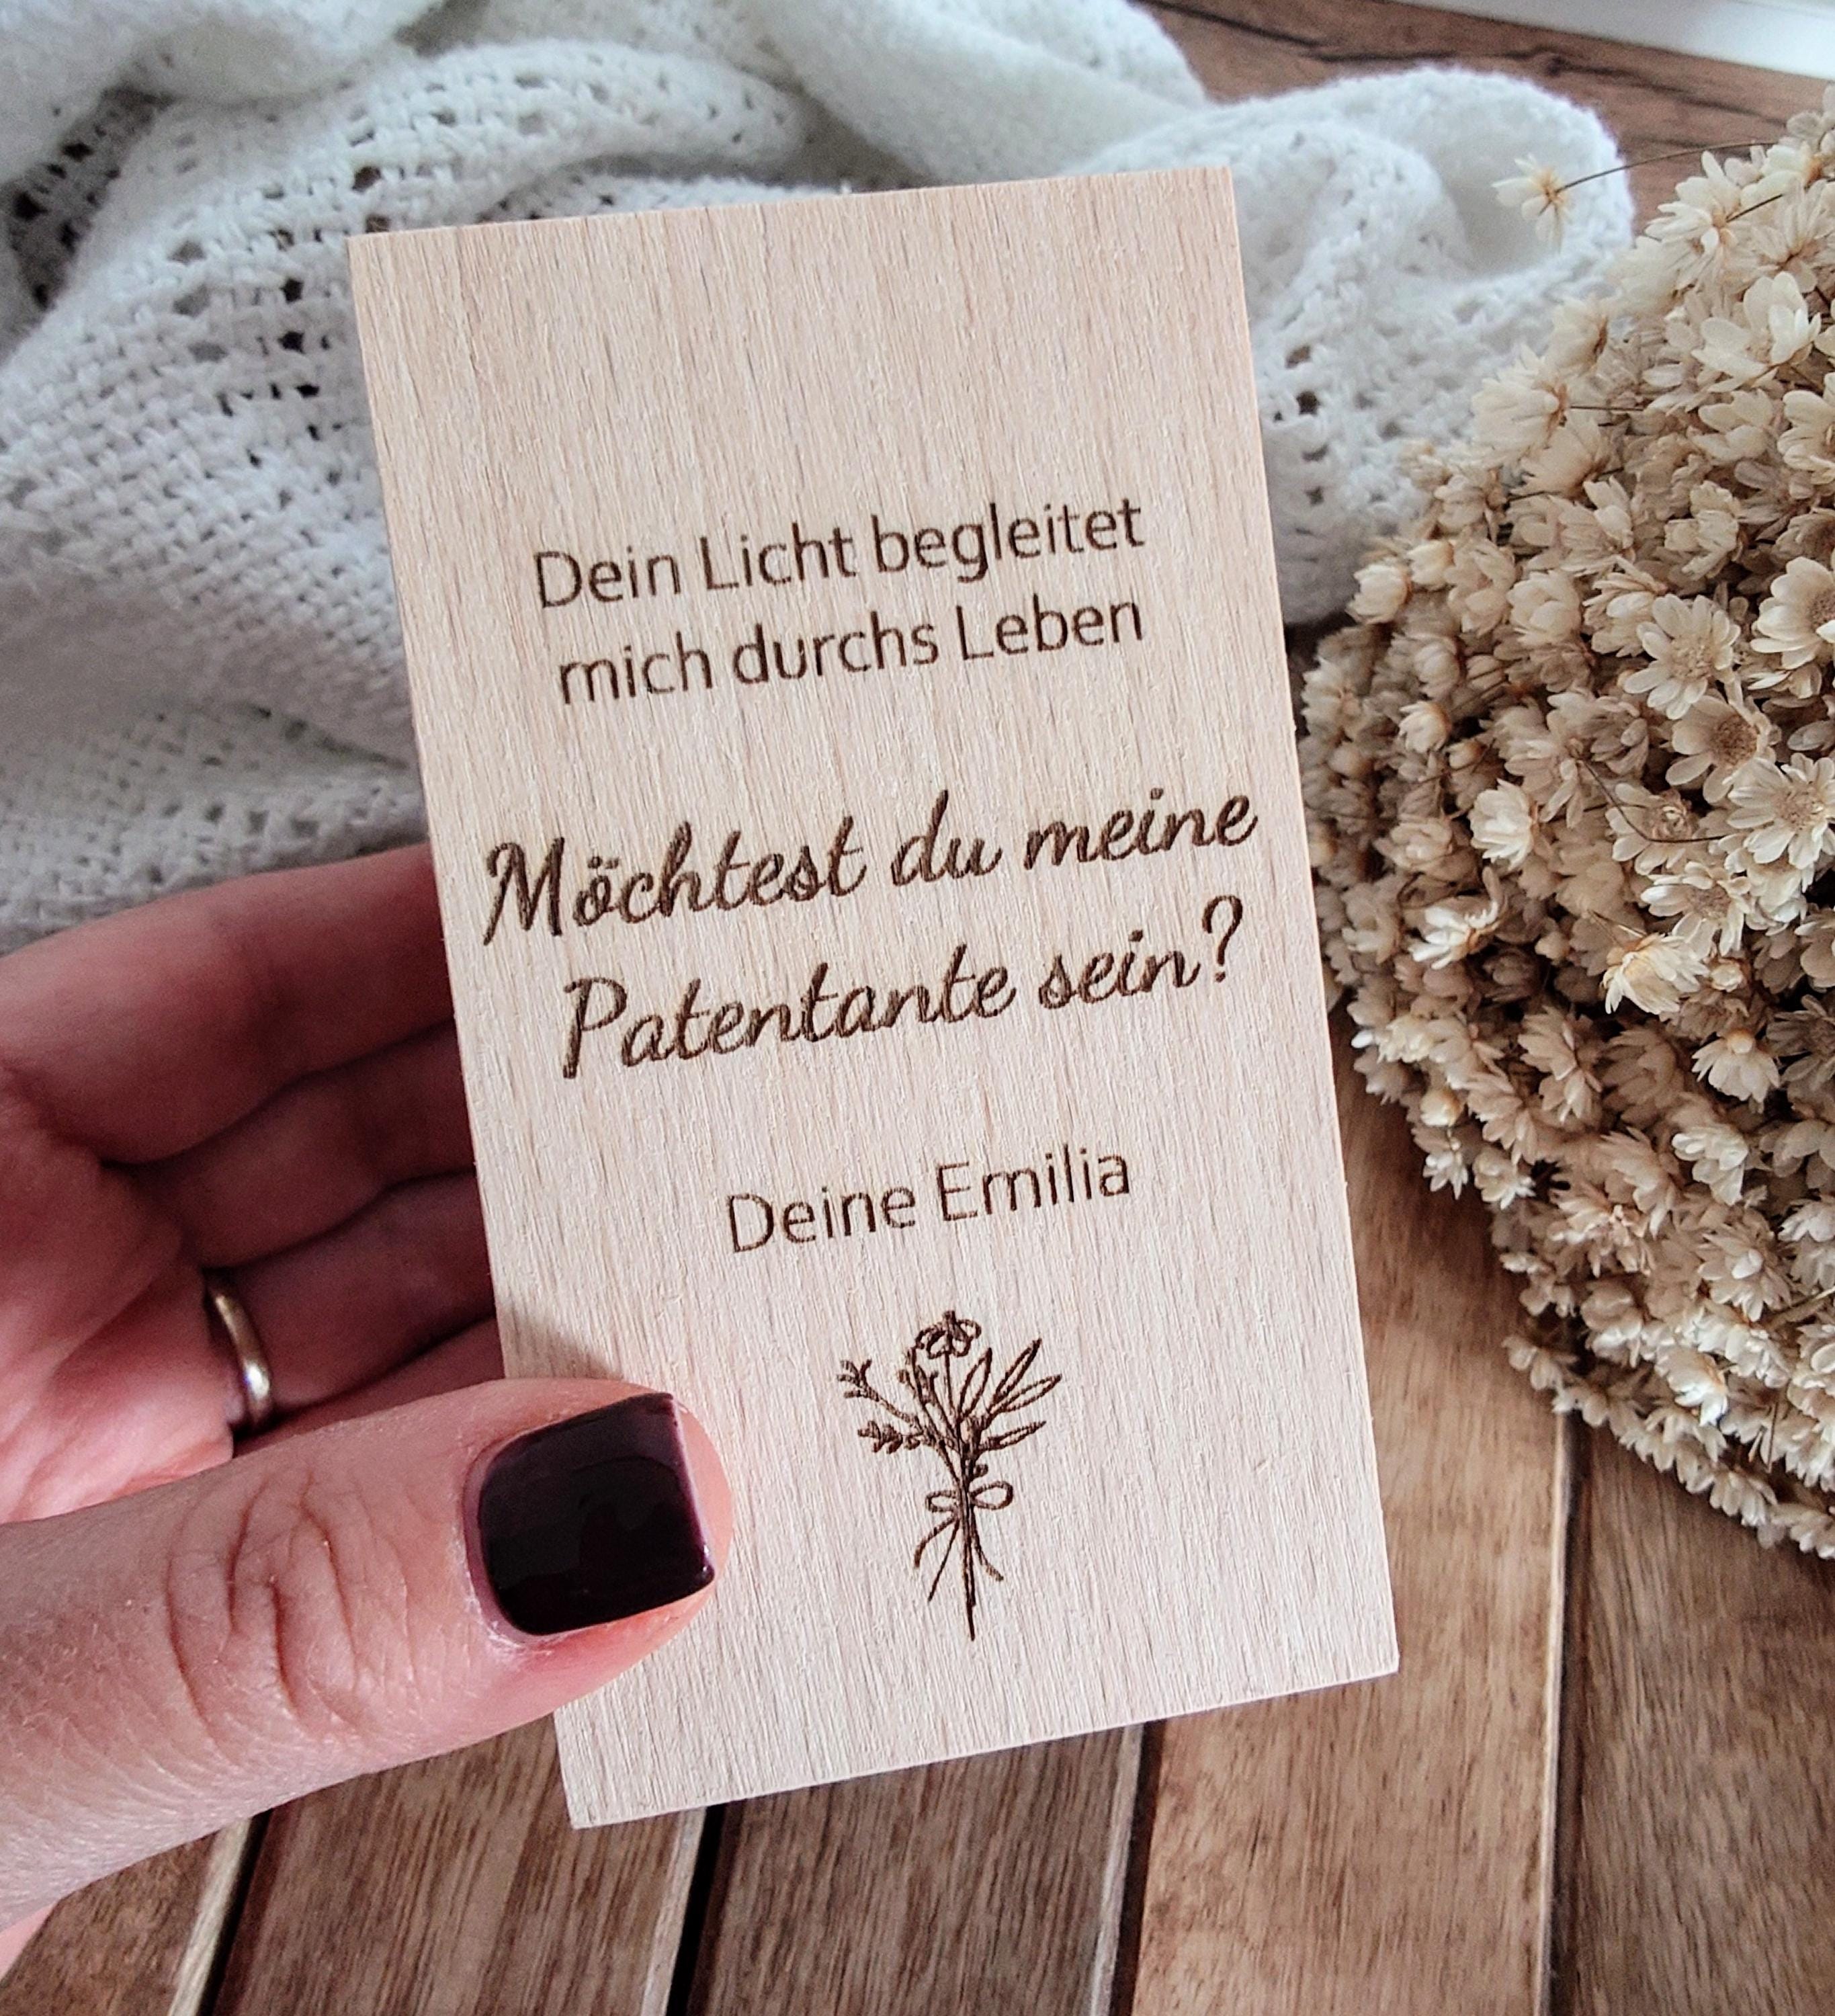 Dein Licht begleitet
mich durchs Leben
Möchtest du meine
Patentante sein?
Deine Emilia